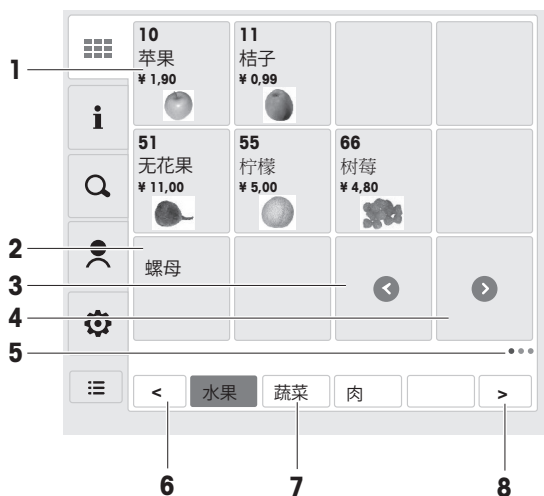 10
苹果
¥ 1,90
11
桔子
¥ 0,99
51
无花果
¥ 11,00
55
柠檬
¥ 5,00
66
树莓
¥ 4,80
螺母
< 水果 蔬菜 肉 >
1
2
3
4
5
6 7 8